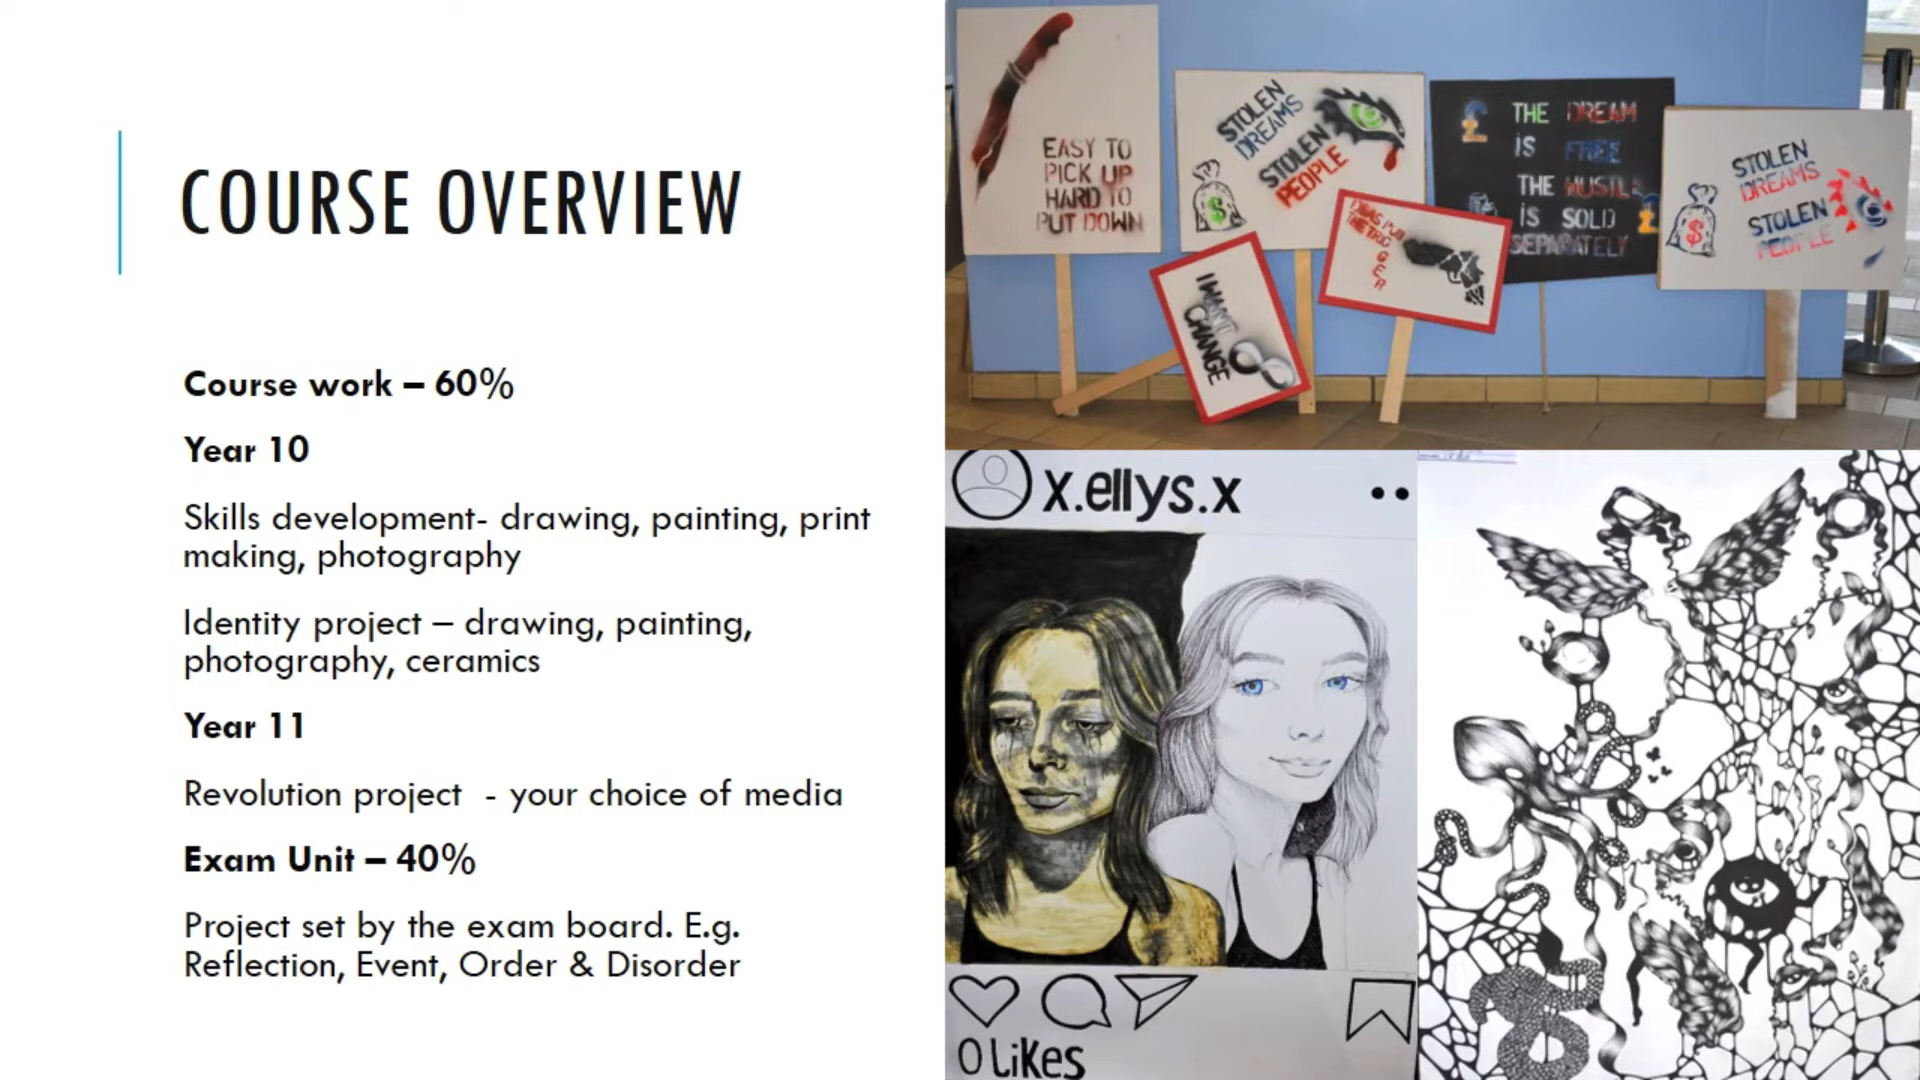 COURSE OVERVIEW
Course work – 60%
Year 10
Skills development- drawing, painting, print
making, photography
Identity project – drawing, painting,
photography, ceramics
Year 11
Revolution project - your choice of media
Exam Unit – 40%
Project set by the exam board. E.g.
Reflection, Event, Order & Disorder
EASY TO
PICK UP
HARD TO
PUT DOWN
STOLEN
DREAMS
STOLEN
PEOPLE
$
£ THE DREAM
iS FREE
THE HUSTLE
iS SOLD £
SEPARATELY
STOLEN
DREAMS
STOLEN
PEOPLE
$
I WANT
CHANGE
THE TRIGGER
x.ellys.x
0 Likes